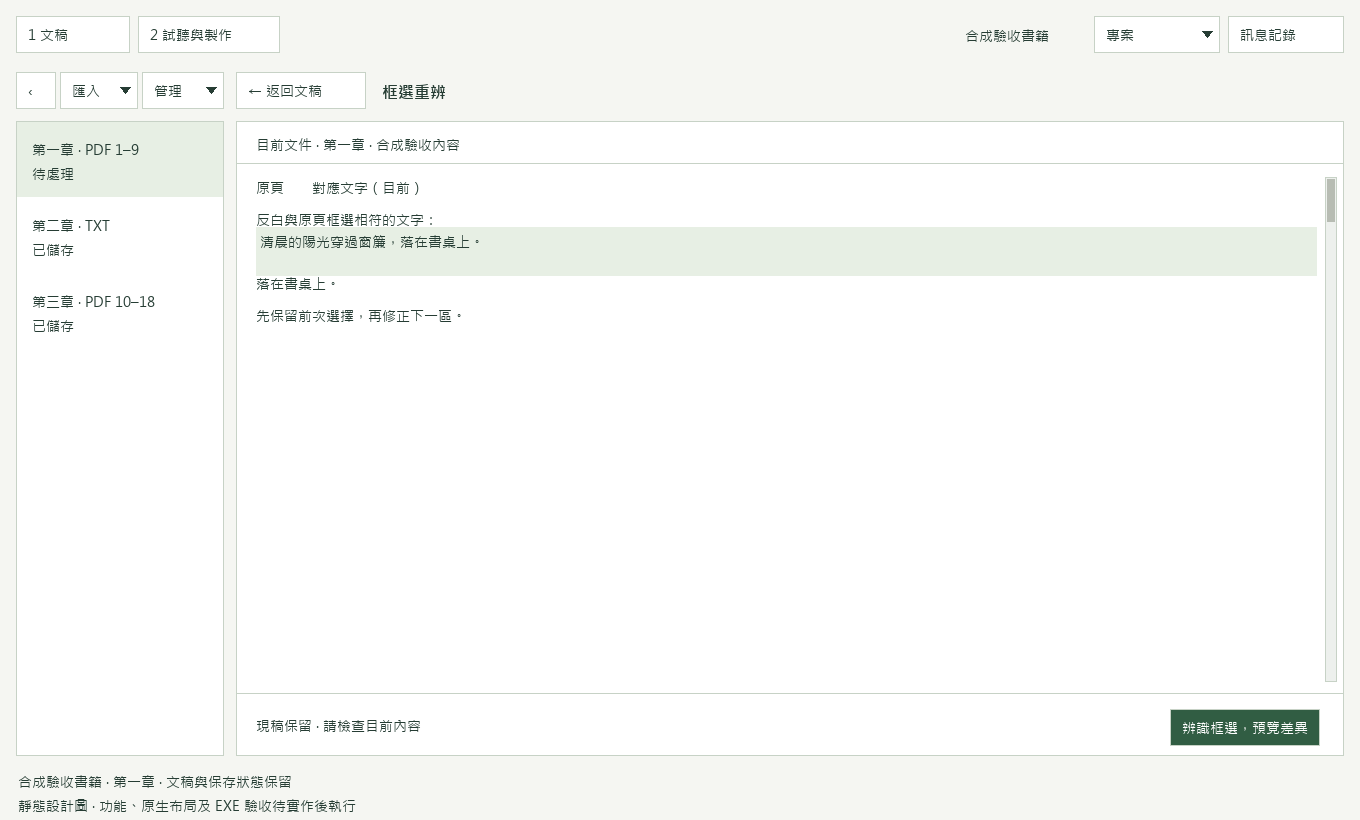 1 文稿
2 試聽與製作
合成驗收書籍
專案
訊息記錄
‹
匯入
管理
← 返回文稿
框選重辨
第一章 · PDF 1–9
待處理
第二章 · TXT
已儲存
第三章 · PDF 10–18
已儲存
目前文件 · 第一章 · 合成驗收內容
原頁 對應文字（目前）
反白與原頁框選相符的文字：
清晨的陽光穿過窗簾，落在書桌上。
落在書桌上。
先保留前次選擇，再修正下一區。
現稿保留 · 請檢查目前內容
辨識框選，預覽差異
合成驗收書籍 · 第一章 · 文稿與保存狀態保留
靜態設計圖 · 功能、原生布局及 EXE 驗收待實作後執行